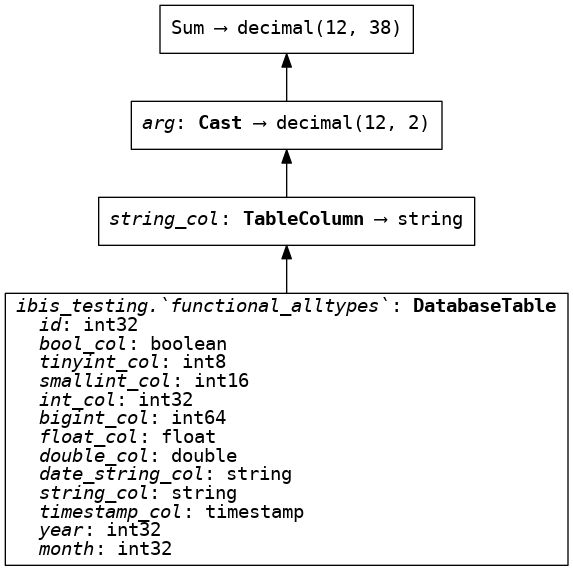 Sum → decimal(12, 38)
arg: Cast → decimal(12, 2)
string_col: TableColumn → string
ibis_testing.`functional_alltypes`: DatabaseTable
id: int32
bool_col: boolean
tinyint_col: int8
smallint_col: int16
int_col: int32
bigint_col: int64
float_col: float
double_col: double
date_string_col: string
string_col: string
timestamp_col: timestamp
year: int32
month: int32